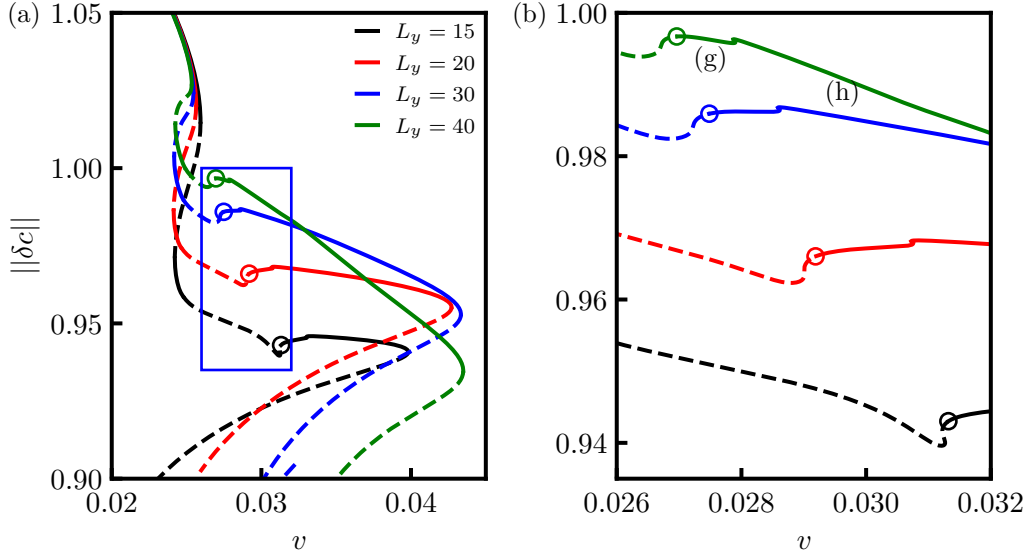 (a)
1.05
1.00
0.95
0.90
||δc||
0.02
0.03
0.04
v
L_y = 15
L_y = 20
L_y = 30
L_y = 40
(b)
1.00
0.98
0.96
0.94
(g)
(h)
0.026
0.028
0.030
0.032
v